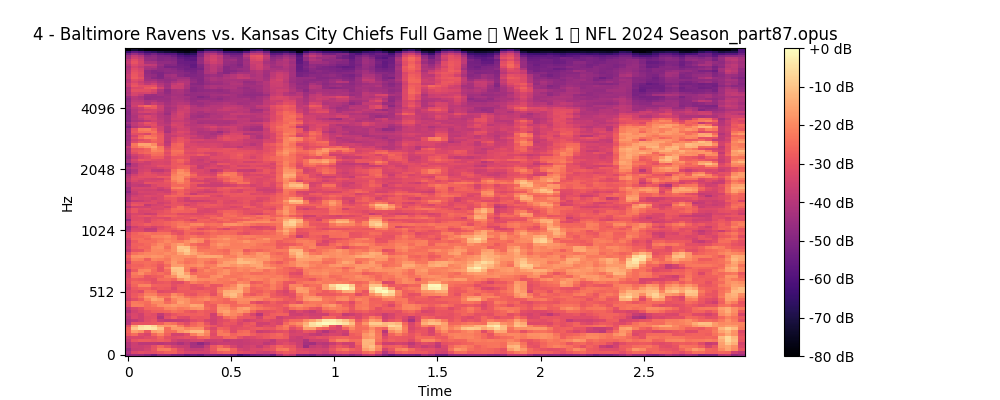 4 - Baltimore Ravens vs. Kansas City Chiefs Full Game  Week 1  NFL 2024 Season_part87.opus
+0 dB
-10 dB
-20 dB
-30 dB
-40 dB
-50 dB
-60 dB
-70 dB
-80 dB
4096
2048
1024
512
0
Hz
0
0.5
1
1.5
2
2.5
Time